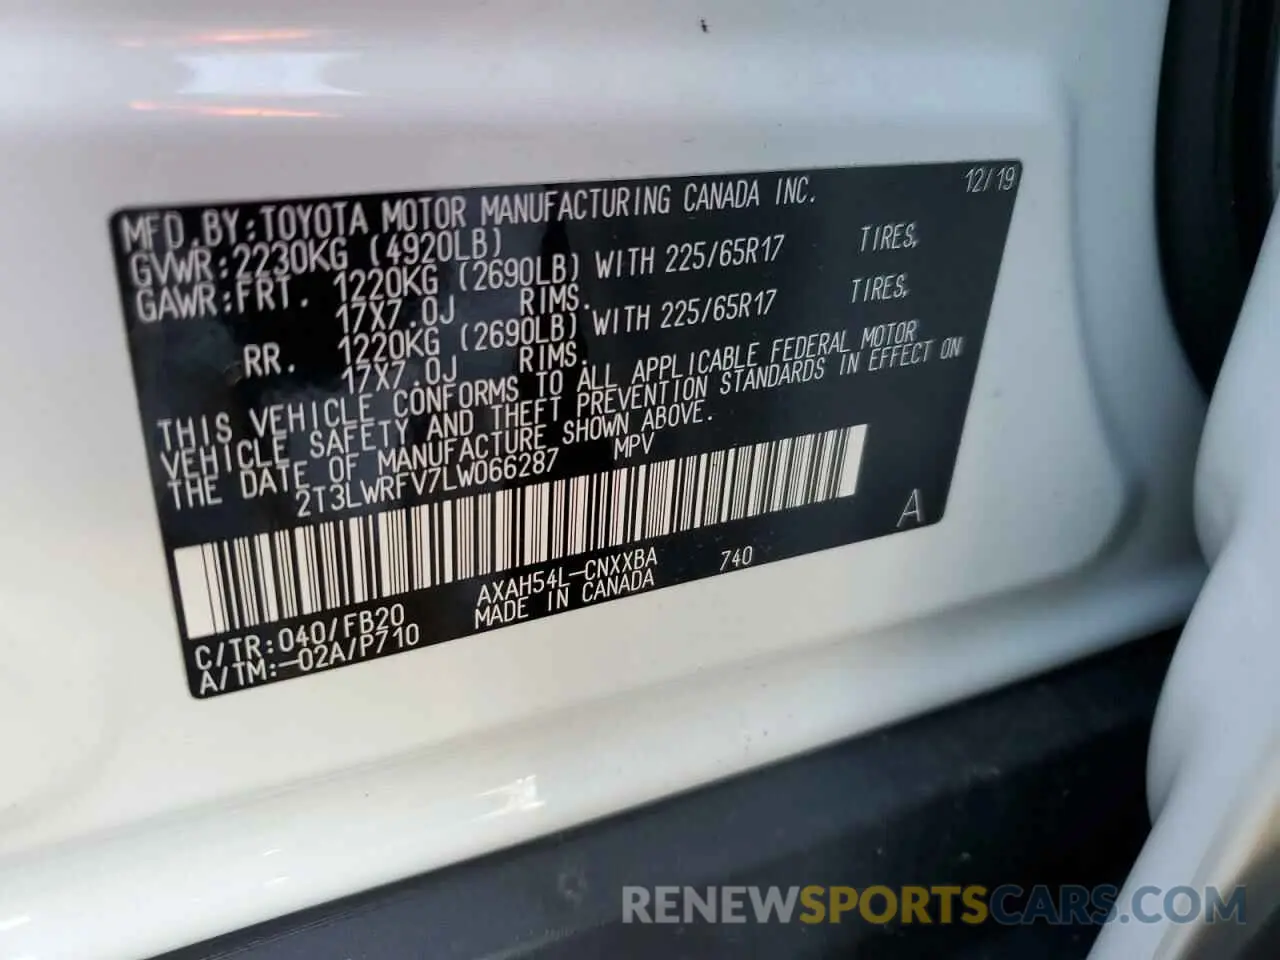 MFD.BY:TOYOTA MOTOR MANUFACTURING CANADA INC. 12/19
GVWR:2230KG (4920LB)
GAWR:FRT. 1220KG (2690LB) WITH 225/65R17 TIRES,
17X7.0J RIMS.
RR. 1220KG (2690LB) WITH 225/65R17 TIRES,
17X7.0J RIMS.
THIS VEHICLE CONFORMS TO ALL APPLICABLE FEDERAL MOTOR
VEHICLE SAFETY AND THEFT PREVENTION STANDARDS IN EFFECT ON
THE DATE OF MANUFACTURE SHOWN ABOVE.
2T3LWRFV7LW066287 MPV
A
C/TR:040/FB20 AXAH54L-CNXXBA 740
A/TM:-02A/P710 MADE IN CANADA
RENEWSPORTSCARS.COM